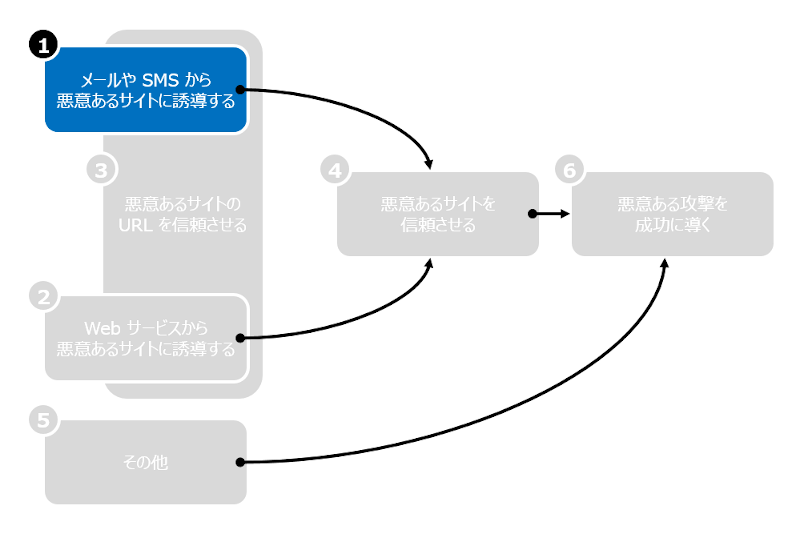 1
メールや SMS から
悪意あるサイトに誘導する
3
悪意あるサイトの
URL を信頼させる
2
Web サービスから
悪意あるサイトに誘導する
4
悪意あるサイトを
信頼させる
6
悪意ある攻撃を
成功に導く
5
その他